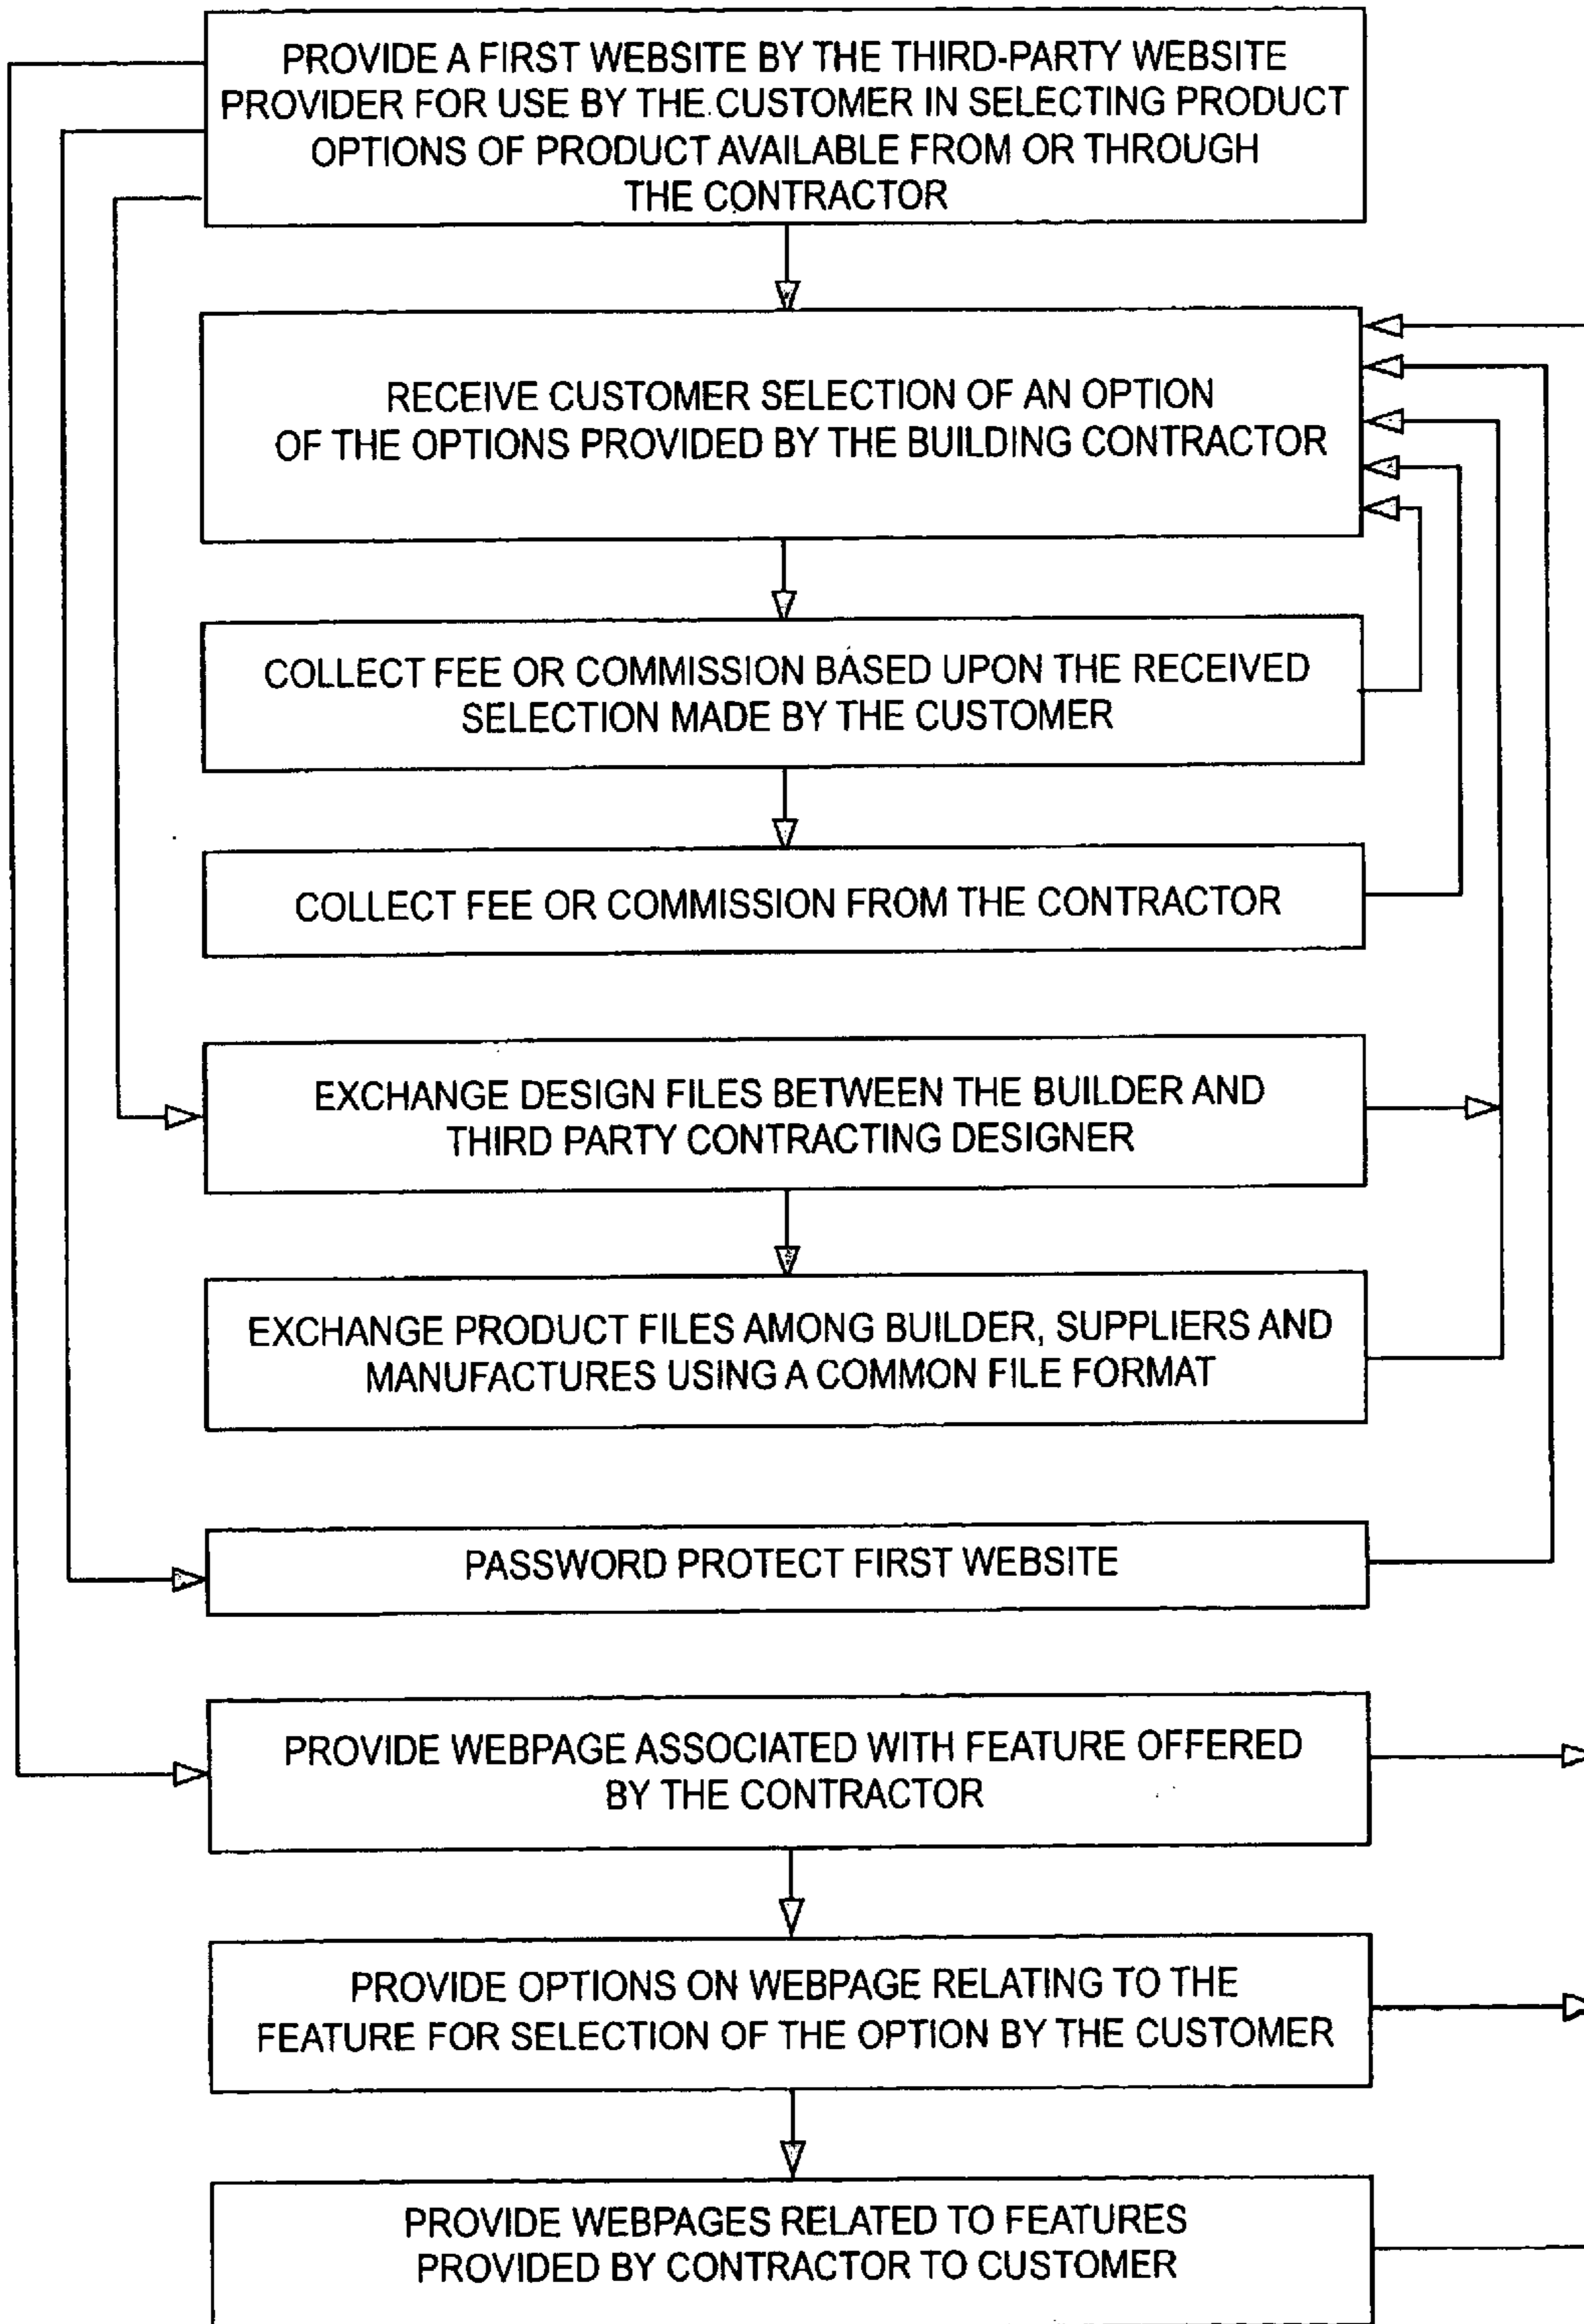 PROVIDE A FIRST WEBSITE BY THE THIRD-PARTY WEBSITE
PROVIDER FOR USE BY THE CUSTOMER IN SELECTING PRODUCT
OPTIONS OF PRODUCT AVAILABLE FROM OR THROUGH
THE CONTRACTOR
RECEIVE CUSTOMER SELECTION OF AN OPTION
OF THE OPTIONS PROVIDED BY THE BUILDING CONTRACTOR
COLLECT FEE OR COMMISSION BASED UPON THE RECEIVED
SELECTION MADE BY THE CUSTOMER
COLLECT FEE OR COMMISSION FROM THE CONTRACTOR
EXCHANGE DESIGN FILES BETWEEN THE BUILDER AND
THIRD PARTY CONTRACTING DESIGNER
EXCHANGE PRODUCT FILES AMONG BUILDER, SUPPLIERS AND
MANUFACTURES USING A COMMON FILE FORMAT
PASSWORD PROTECT FIRST WEBSITE
PROVIDE WEBPAGE ASSOCIATED WITH FEATURE OFFERED
BY THE CONTRACTOR
PROVIDE OPTIONS ON WEBPAGE RELATING TO THE
FEATURE FOR SELECTION OF THE OPTION BY THE CUSTOMER
PROVIDE WEBPAGES RELATED TO FEATURES
PROVIDED BY CONTRACTOR TO CUSTOMER